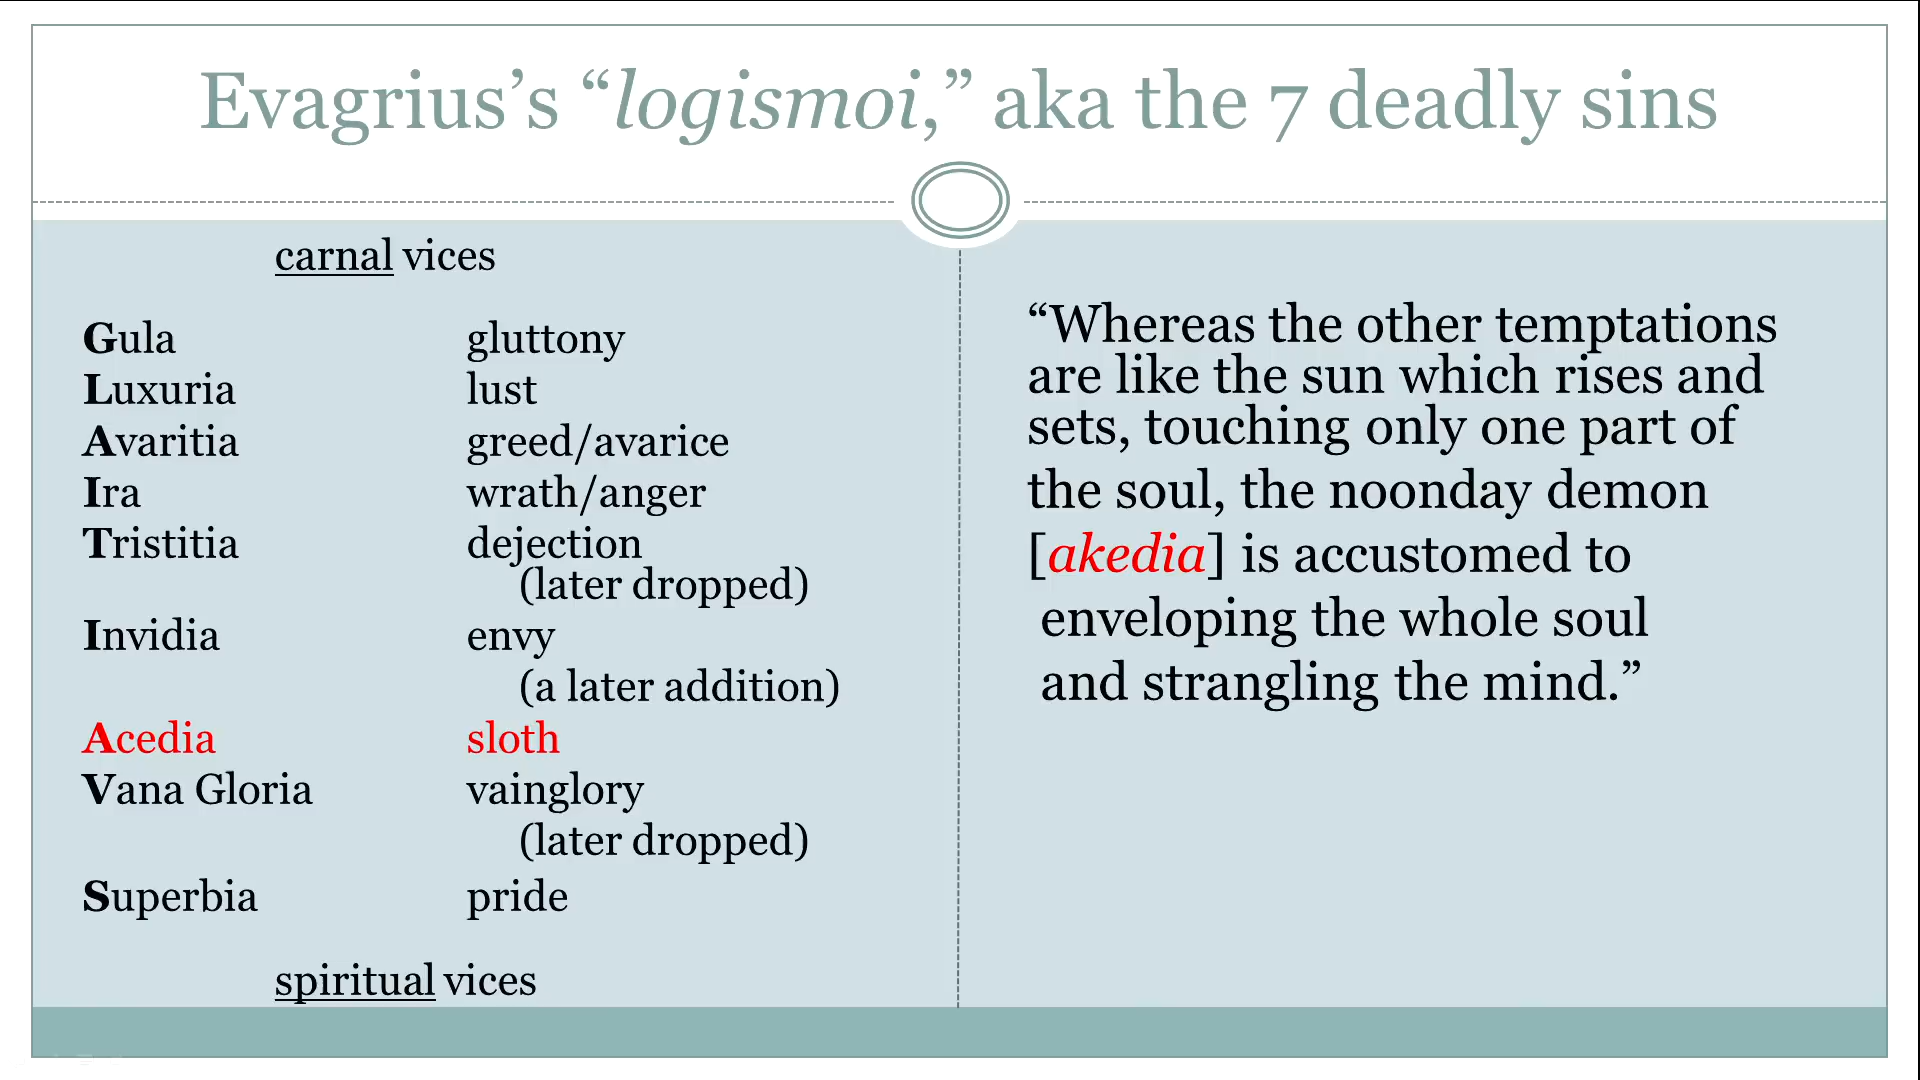 Evagrius’s “logismoi,” aka the 7 deadly sins
carnal vices
Gula gluttony
Luxuria lust
Avaritia greed/avarice
Ira wrath/anger
Tristitia dejection
(later dropped)
Invidia envy
(a later addition)
Acedia sloth
Vana Gloria vainglory
(later dropped)
Superbia pride
spiritual vices
“Whereas the other temptations
are like the sun which rises and
sets, touching only one part of
the soul, the noonday demon
[akedia] is accustomed to
enveloping the whole soul
and strangling the mind.”